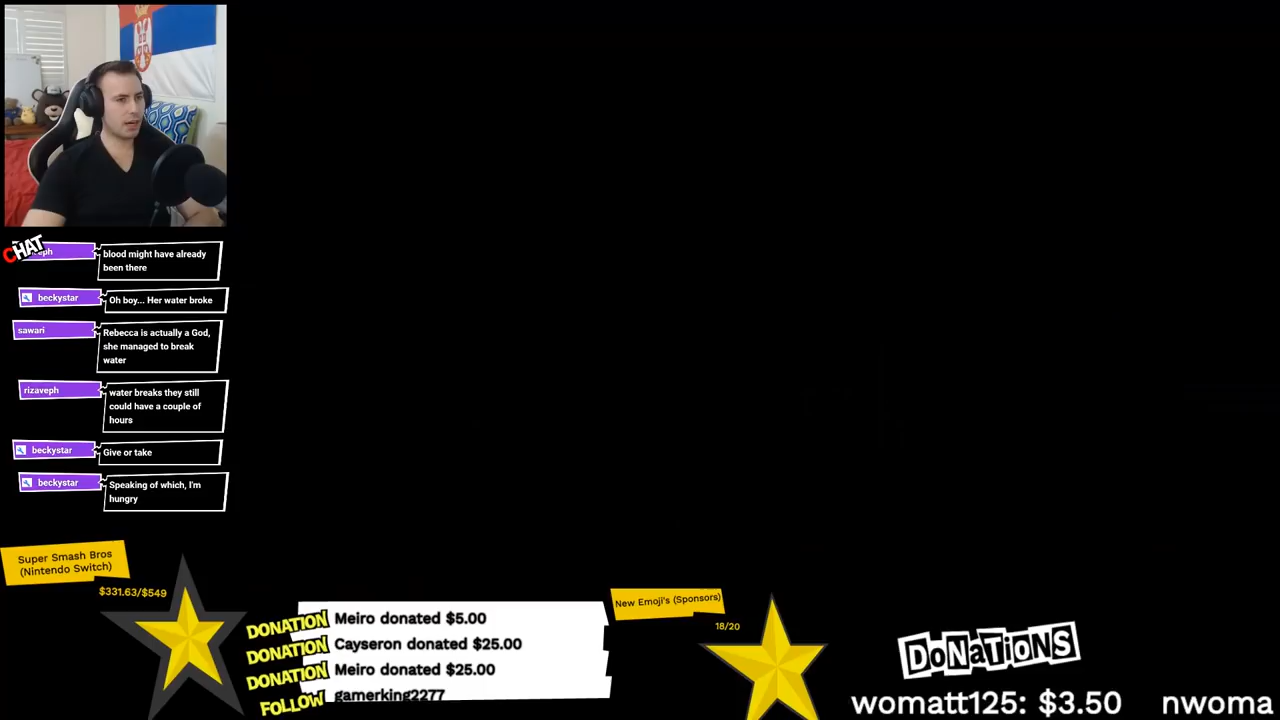 CHAT
blood might have already
been there
beckystar
Oh boy... Her water broke
sawari
Rebecca is actually a God,
she managed to break
water
rizaveph
water breaks they still
could have a couple of
hours
beckystar
Give or take
beckystar
Speaking of which, I'm
hungry
Super Smash Bros
(Nintendo Switch)
$331.63/$549
DONATION Meiro donated $5.00
DONATION Cayseron donated $25.00
DONATION Meiro donated $25.00
FOLLOW gamerking2277
New Emoji's (Sponsors)
18/20
DoNaTiONS
womatt125: $3.50 nwoma